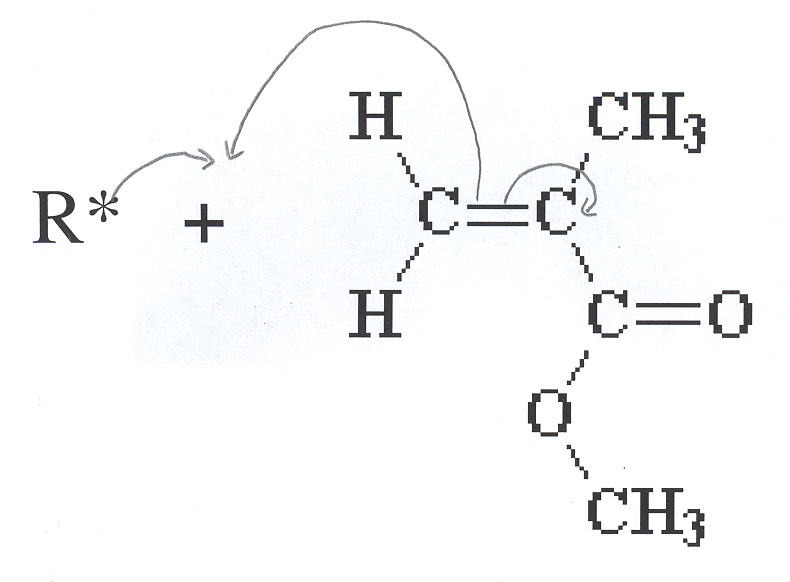 H CH₃
R* + C=C
H C=O
O
CH₃